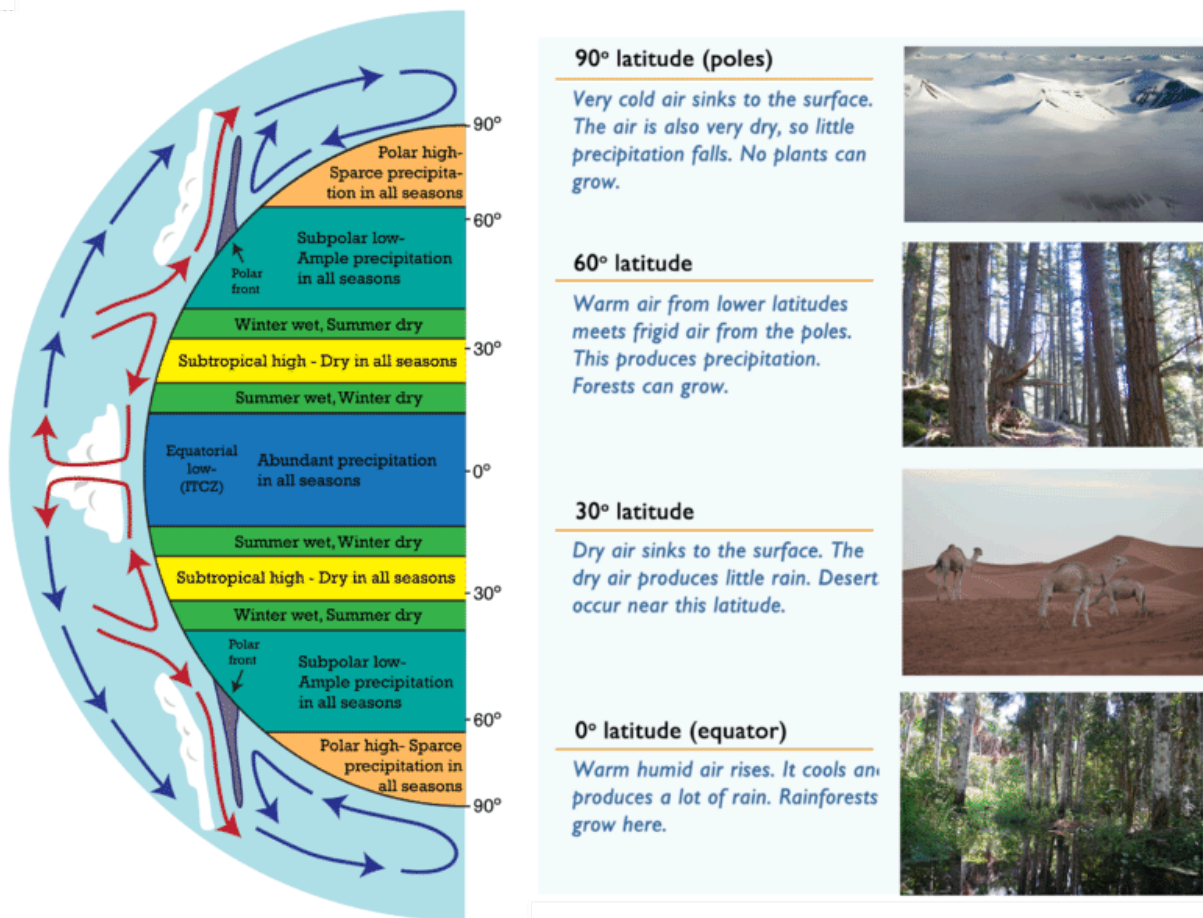 90°
Polar high-
Sparce precipita-
tion in all seasons
60°
Subpolar low-
Ample precipitation
in all seasons
Polar
front
Winter wet, Summer dry
30°
Subtropical high - Dry in all seasons
Summer wet, Winter dry
Equatorial
low-
(ITCZ)
Abundant precipitation
in all seasons
0°
Summer wet, Winter dry
Subtropical high - Dry in all seasons
30°
Winter wet, Summer dry
Polar
front
Subpolar low-
Ample precipitation
in all seasons
60°
Polar high- Sparce
precipitation in
all seasons
90°
90° latitude (poles)
Very cold air sinks to the surface.
The air is also very dry, so little
precipitation falls. No plants can
grow.
60° latitude
Warm air from lower latitudes
meets frigid air from the poles.
This produces precipitation.
Forests can grow.
30° latitude
Dry air sinks to the surface. The
dry air produces little rain. Desert
occur near this latitude.
0° latitude (equator)
Warm humid air rises. It cools an
produces a lot of rain. Rainforests
grow here.